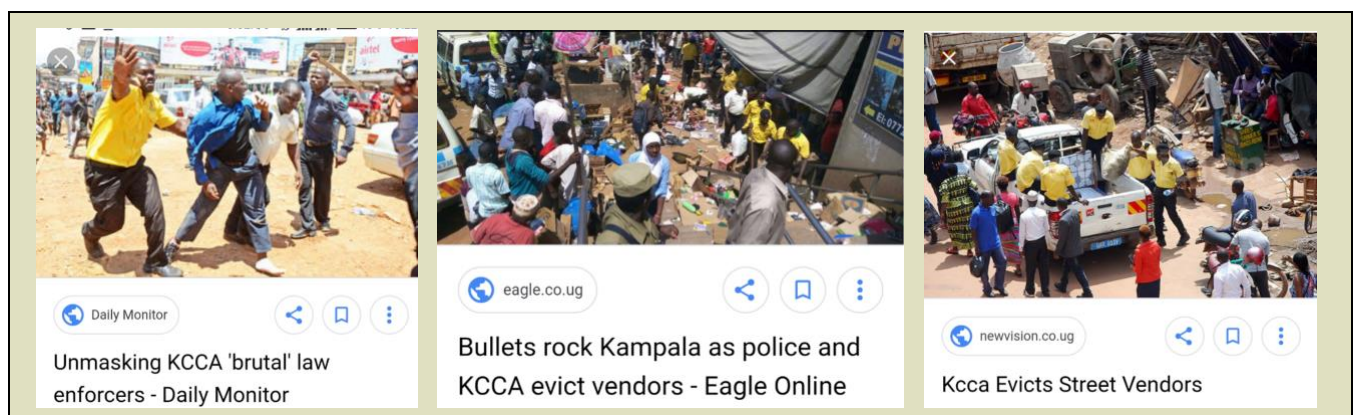 airtel
Daily Monitor
Unmasking KCCA 'brutal' law
enforcers - Daily Monitor
eagle.co.ug
Bullets rock Kampala as police and
KCCA evict vendors - Eagle Online
newvision.co.ug
Kcca Evicts Street Vendors